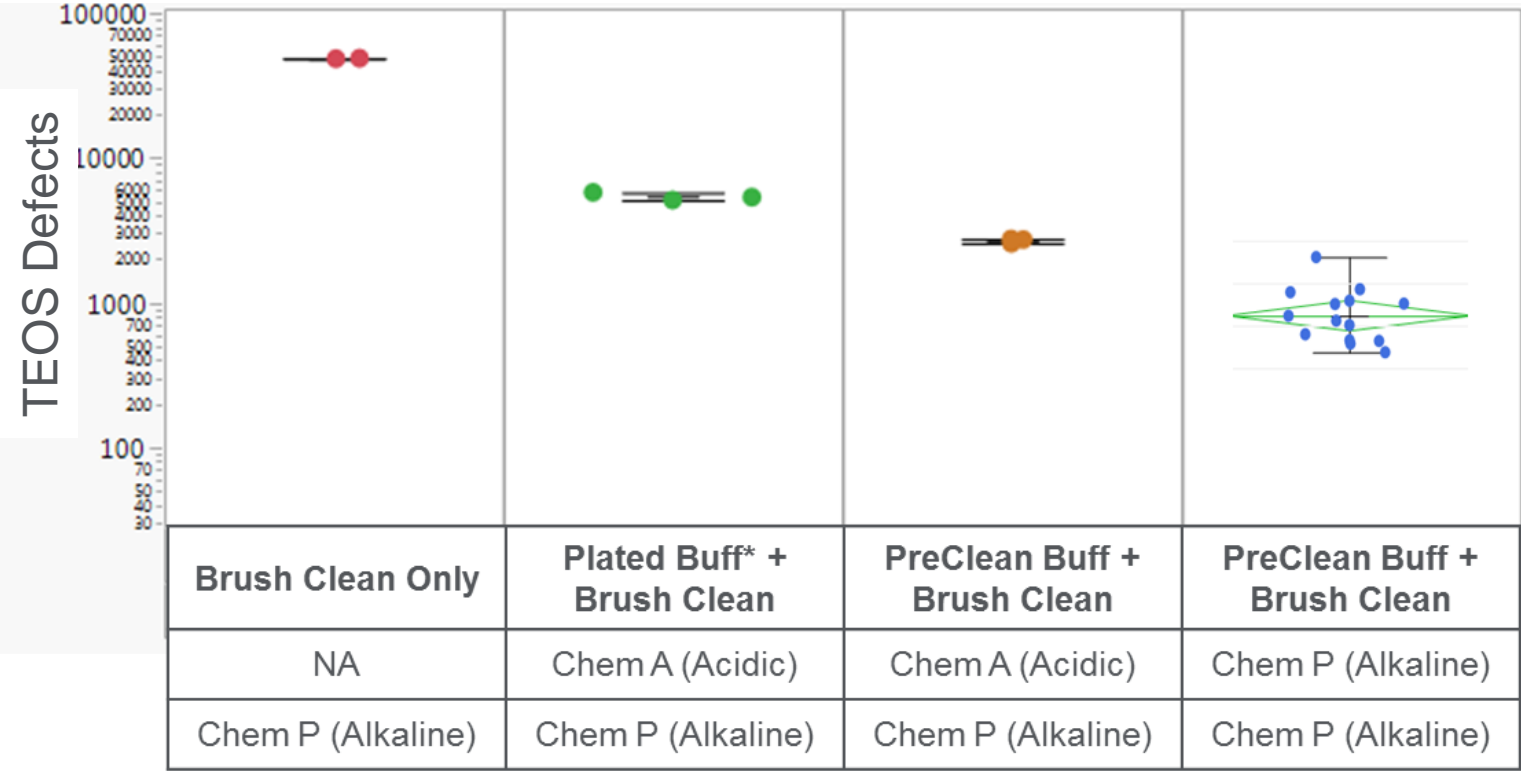 100000
70000
50000
40000
30000
20000
10000
6000
5000
4000
3000
2000
1000
700
500
400
300
200
100
70
50
40
30
TEOS Defects
Brush Clean Only
Plated Buff* +
Brush Clean
PreClean Buff +
Brush Clean
PreClean Buff +
Brush Clean
NA
Chem A (Acidic)
Chem A (Acidic)
Chem P (Alkaline)
Chem P (Alkaline)
Chem P (Alkaline)
Chem P (Alkaline)
Chem P (Alkaline)